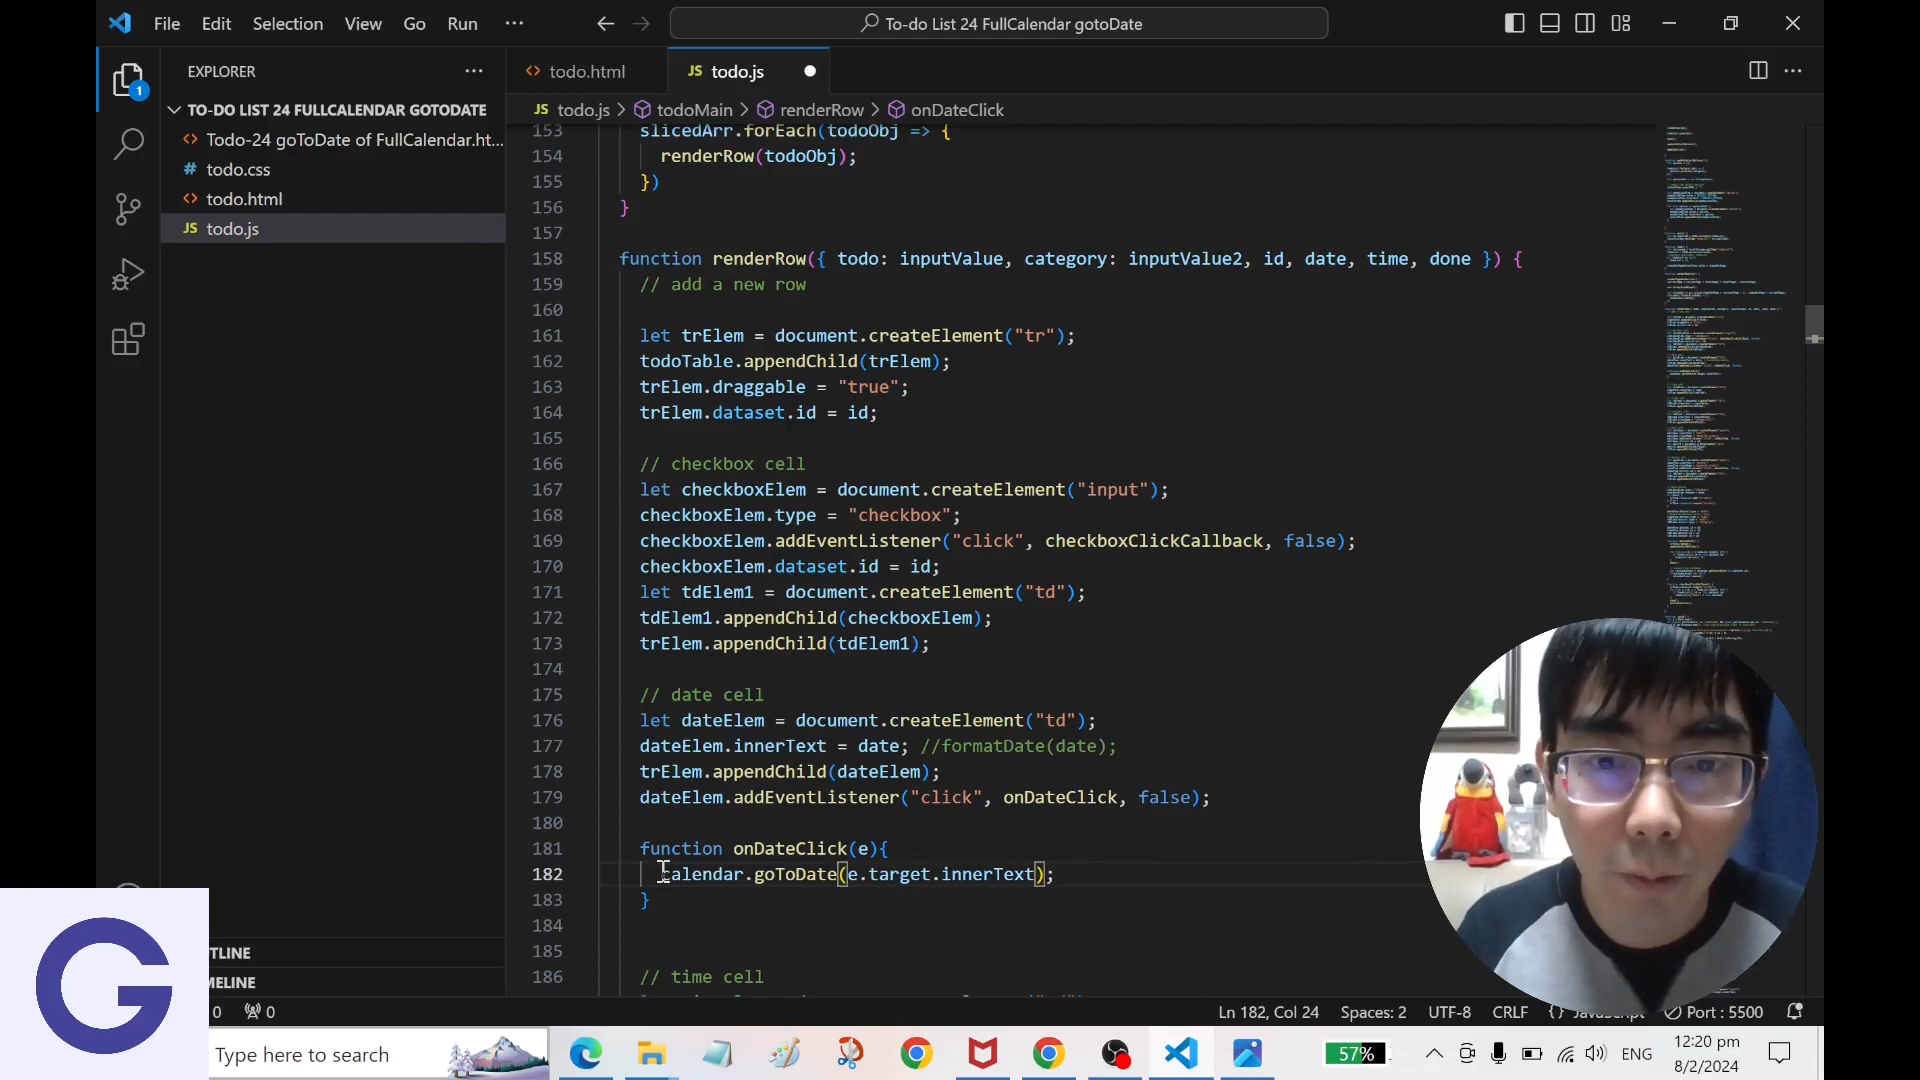 File Edit Selection View Go Run ···
To-do List 24 FullCalendar gotoDate
EXPLORER
TO-DO LIST 24 FULLCALENDAR GOTODATE
Todo-24 goToDate of FullCalendar.ht...
# todo.css
todo.html
JS todo.js
1
TLINE
MELINE
todo.html
JS todo.js
JS todo.js > todoMain > renderRow > onDateClick
153 slicedArr.forEach(todoObj => {
154 renderRow(todoObj);
155 })
156 }
157
158 function renderRow({ todo: inputValue, category: inputValue2, id, date, time, done }) {
159 // add a new row
160
161 let trElem = document.createElement("tr");
162 todoTable.appendChild(trElem);
163 trElem.draggable = "true";
164 trElem.dataset.id = id;
165
166 // checkbox cell
167 let checkboxElem = document.createElement("input");
168 checkboxElem.type = "checkbox";
169 checkboxElem.addEventListener("click", checkboxClickCallback, false);
170 checkboxElem.dataset.id = id;
171 let tdElem1 = document.createElement("td");
172 tdElem1.appendChild(checkboxElem);
173 trElem.appendChild(tdElem1);
174
175 // date cell
176 let dateElem = document.createElement("td");
177 dateElem.innerText = date; //formatDate(date);
178 trElem.appendChild(dateElem);
179 dateElem.addEventListener("click", onDateClick, false);
180
181 function onDateClick(e){
182 calendar.goToDate(e.target.innerText);
183 }
184
185
186 // time cell
0 0
Ln 182, Col 24 Spaces: 2 UTF-8 CRLF {} JavaScript Port : 5500
G
Type here to search
57%
ENG
12:20 pm
8/2/2024